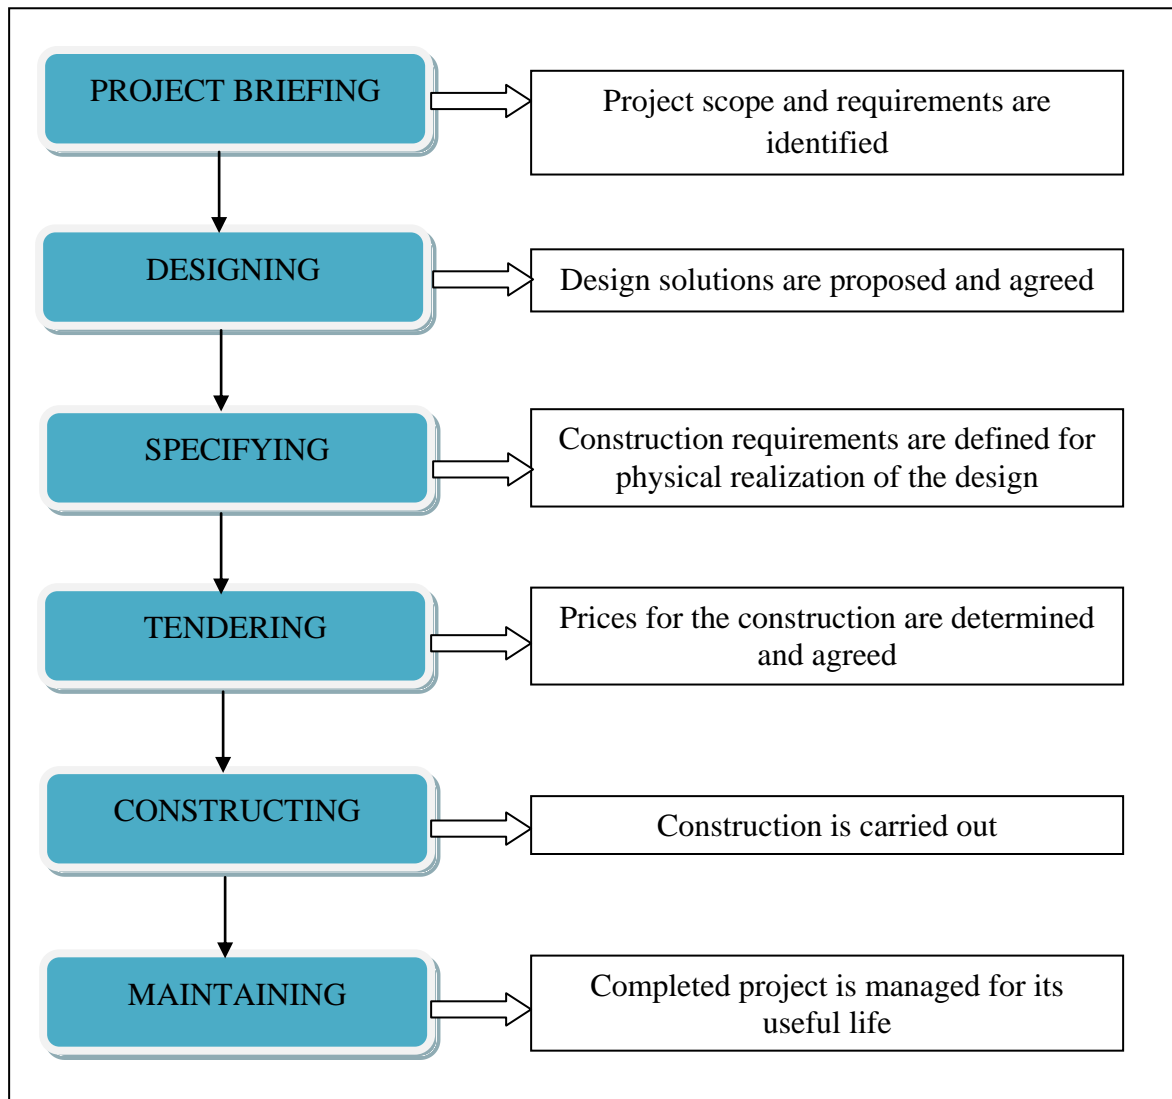 PROJECT BRIEFING
Project scope and requirements are
identified
DESIGNING
Design solutions are proposed and agreed
SPECIFYING
Construction requirements are defined for
physical realization of the design
TENDERING
Prices for the construction are determined
and agreed
CONSTRUCTING
Construction is carried out
MAINTAINING
Completed project is managed for its
useful life